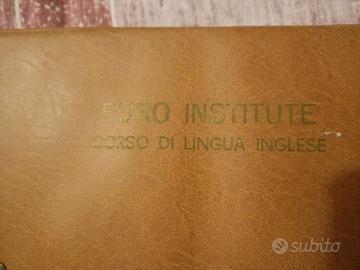 EURO INSTITUTE
CORSO DI LINGUA INGLESE
subito